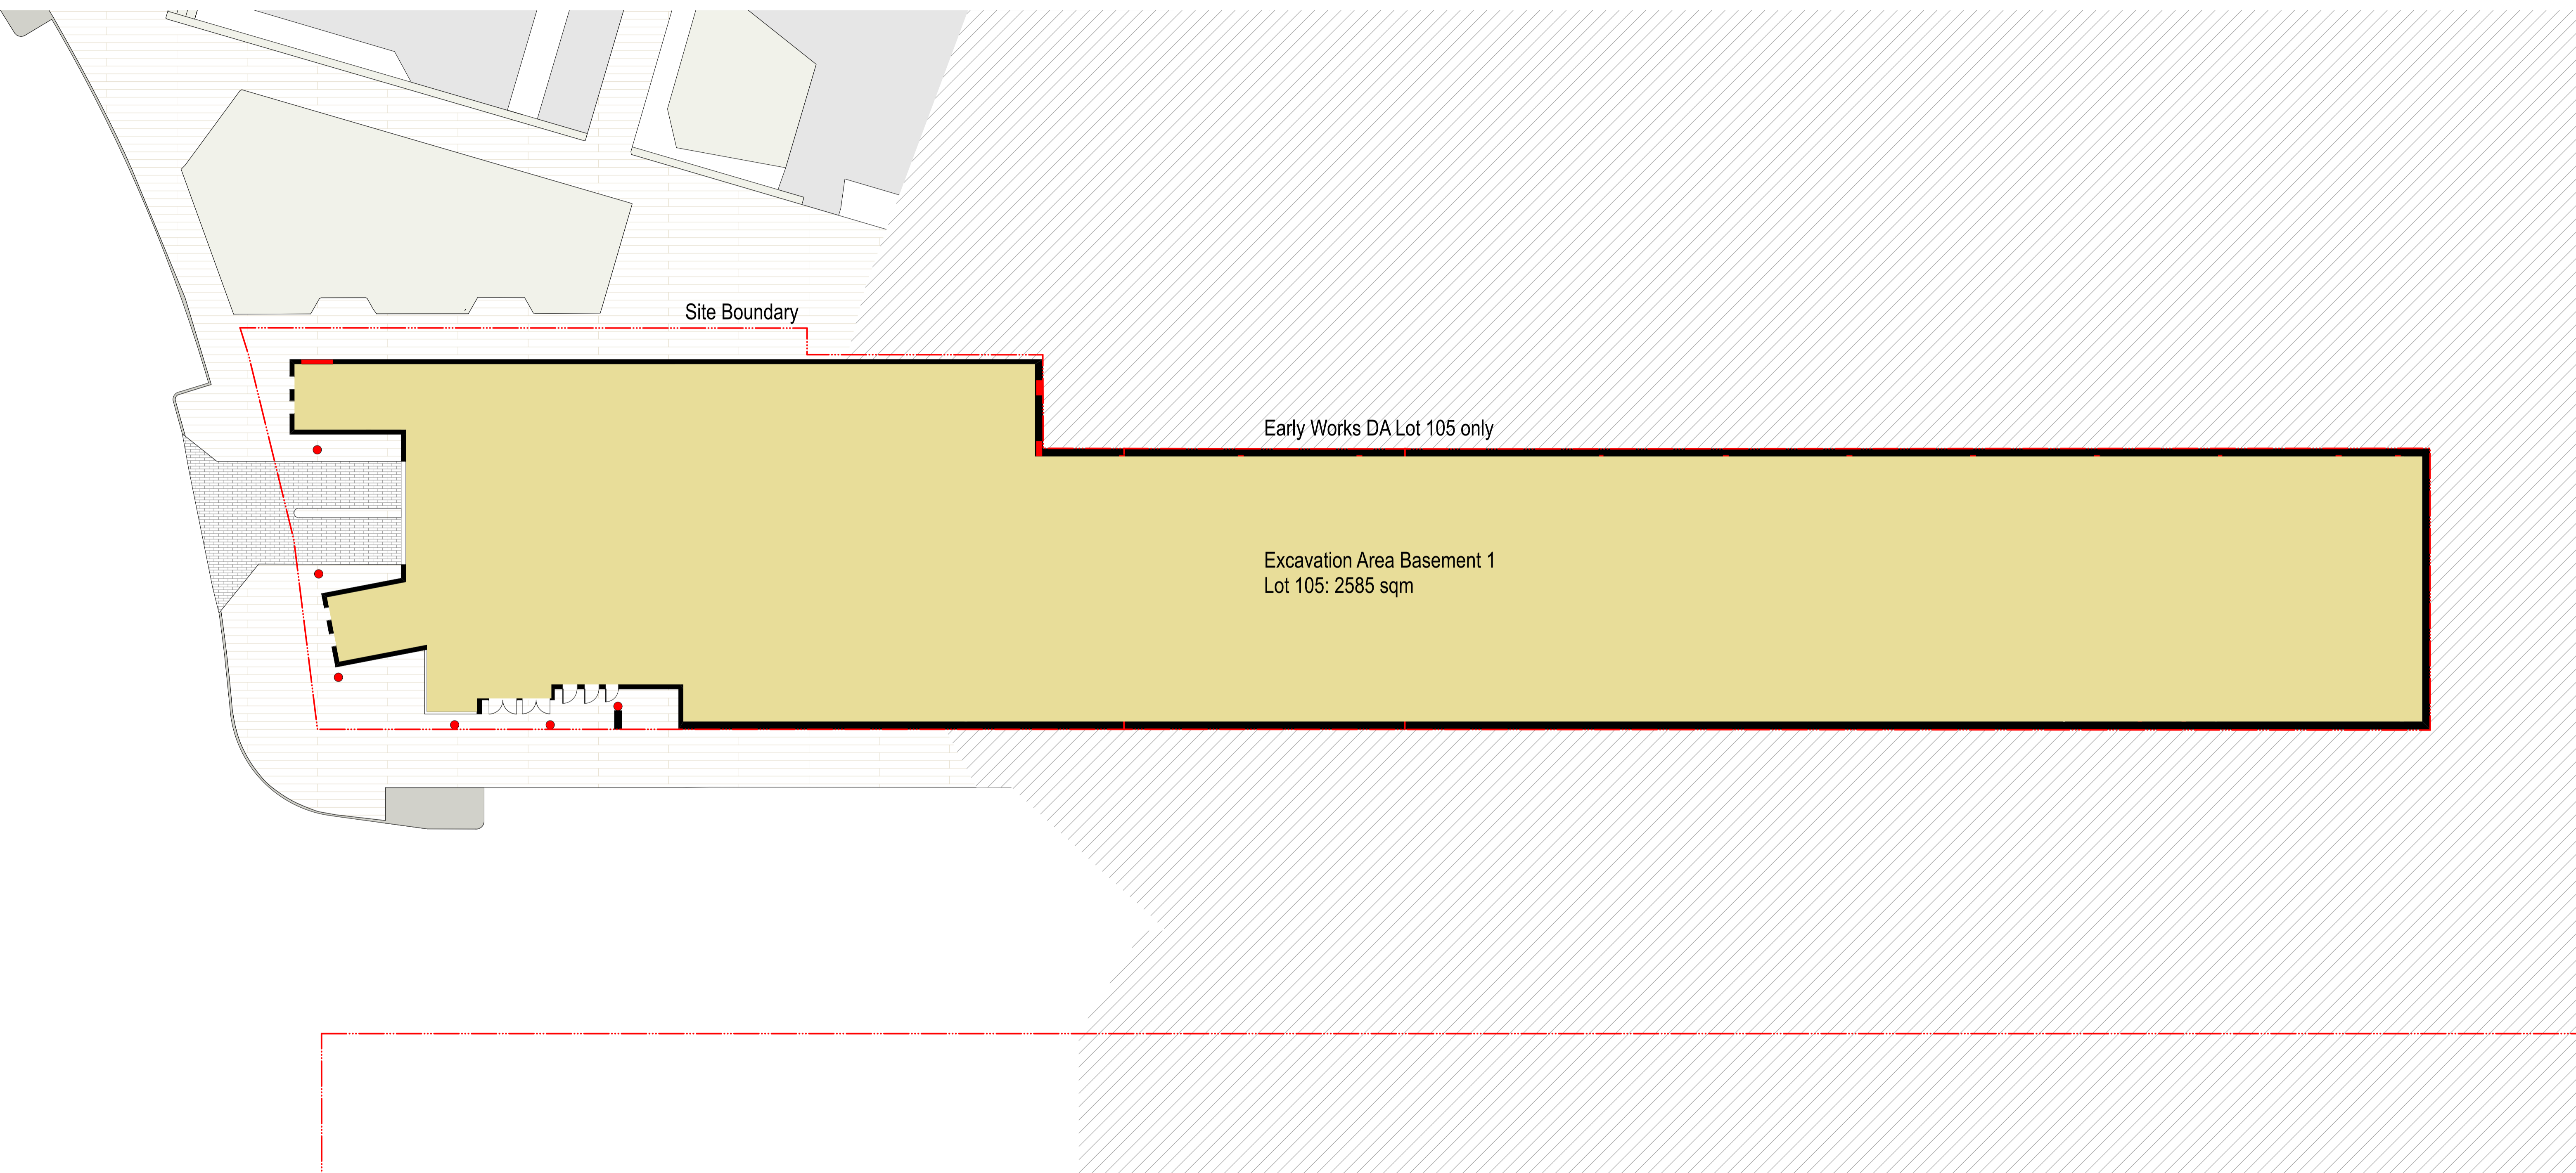 Site Boundary
Early Works DA Lot 105 only
Excavation Area Basement 1
Lot 105: 2585 sqm